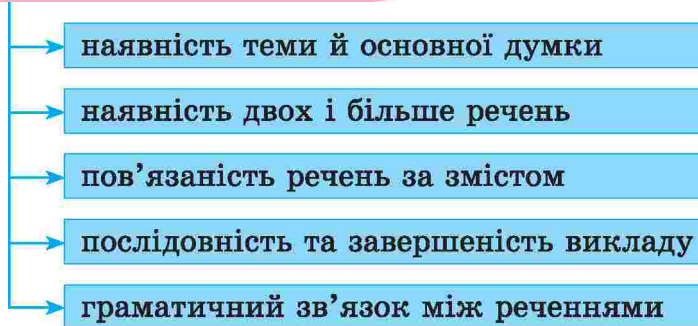 наявність теми й основної думки
наявність двох і більше речень
пов’язаність речень за змістом
послідовність та завершеність викладу
граматичний зв’язок між реченнями